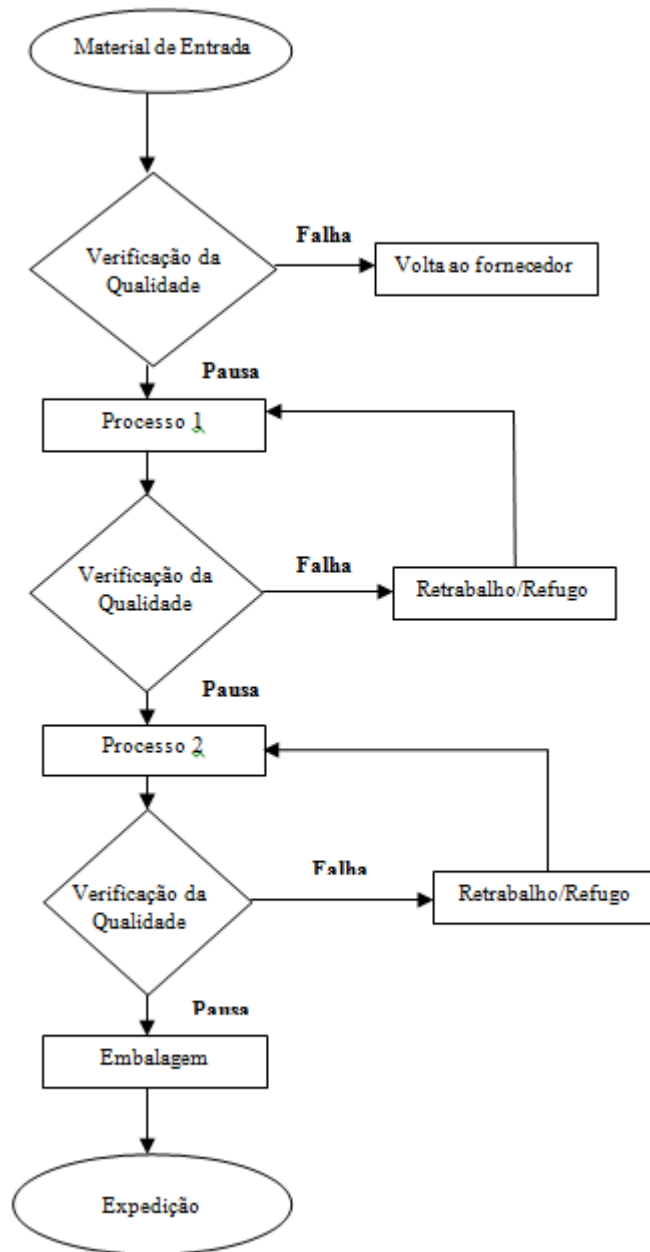 Material de Entrada
Verificação da
Qualidade
Falha
Volta ao fornecedor
Pausa
Processo 1
Verificação da
Qualidade
Falha
Retrabalho/Refugo
Pausa
Processo 2
Verificação da
Qualidade
Falha
Retrabalho/Refugo
Pausa
Embalagem
Expedição